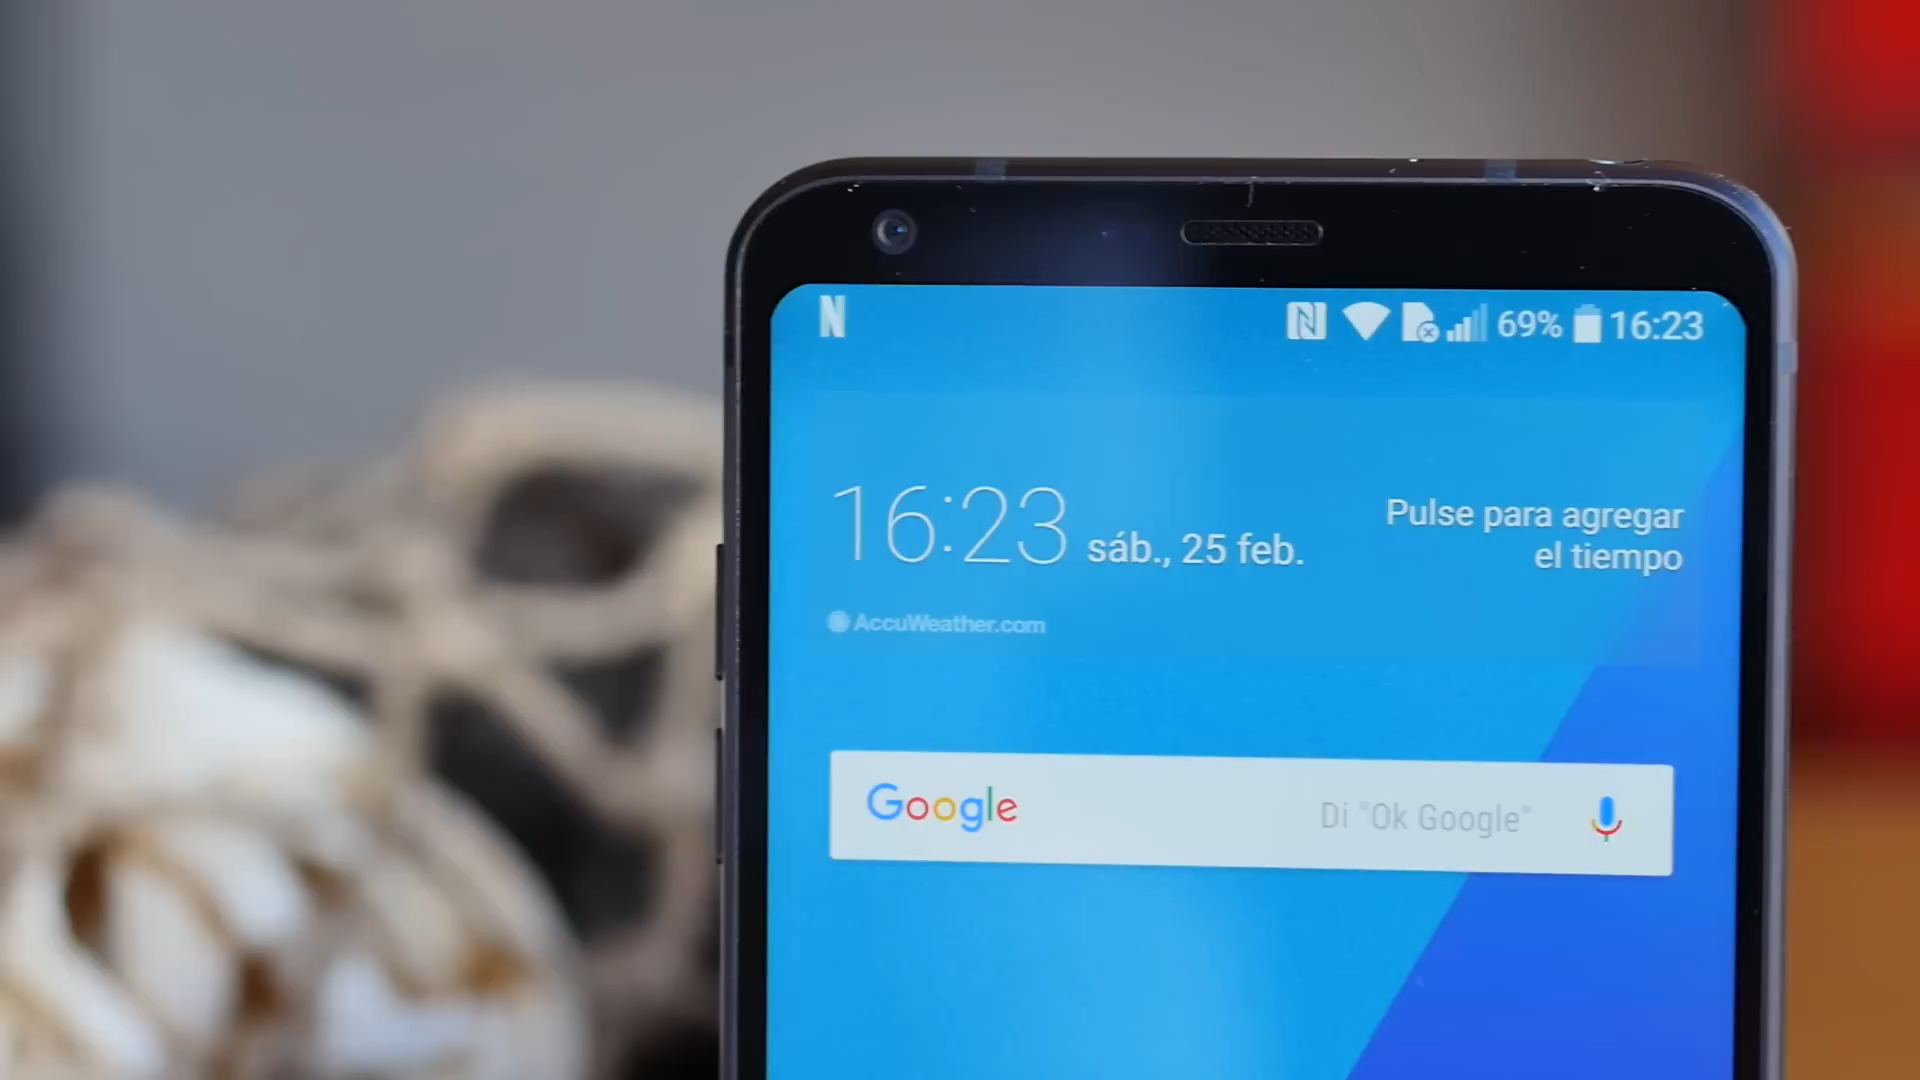 N 69% 16:23
16:23 sáb., 25 feb.
Pulse para agregar
el tiempo
AccuWeather.com
Google Di "Ok Google"